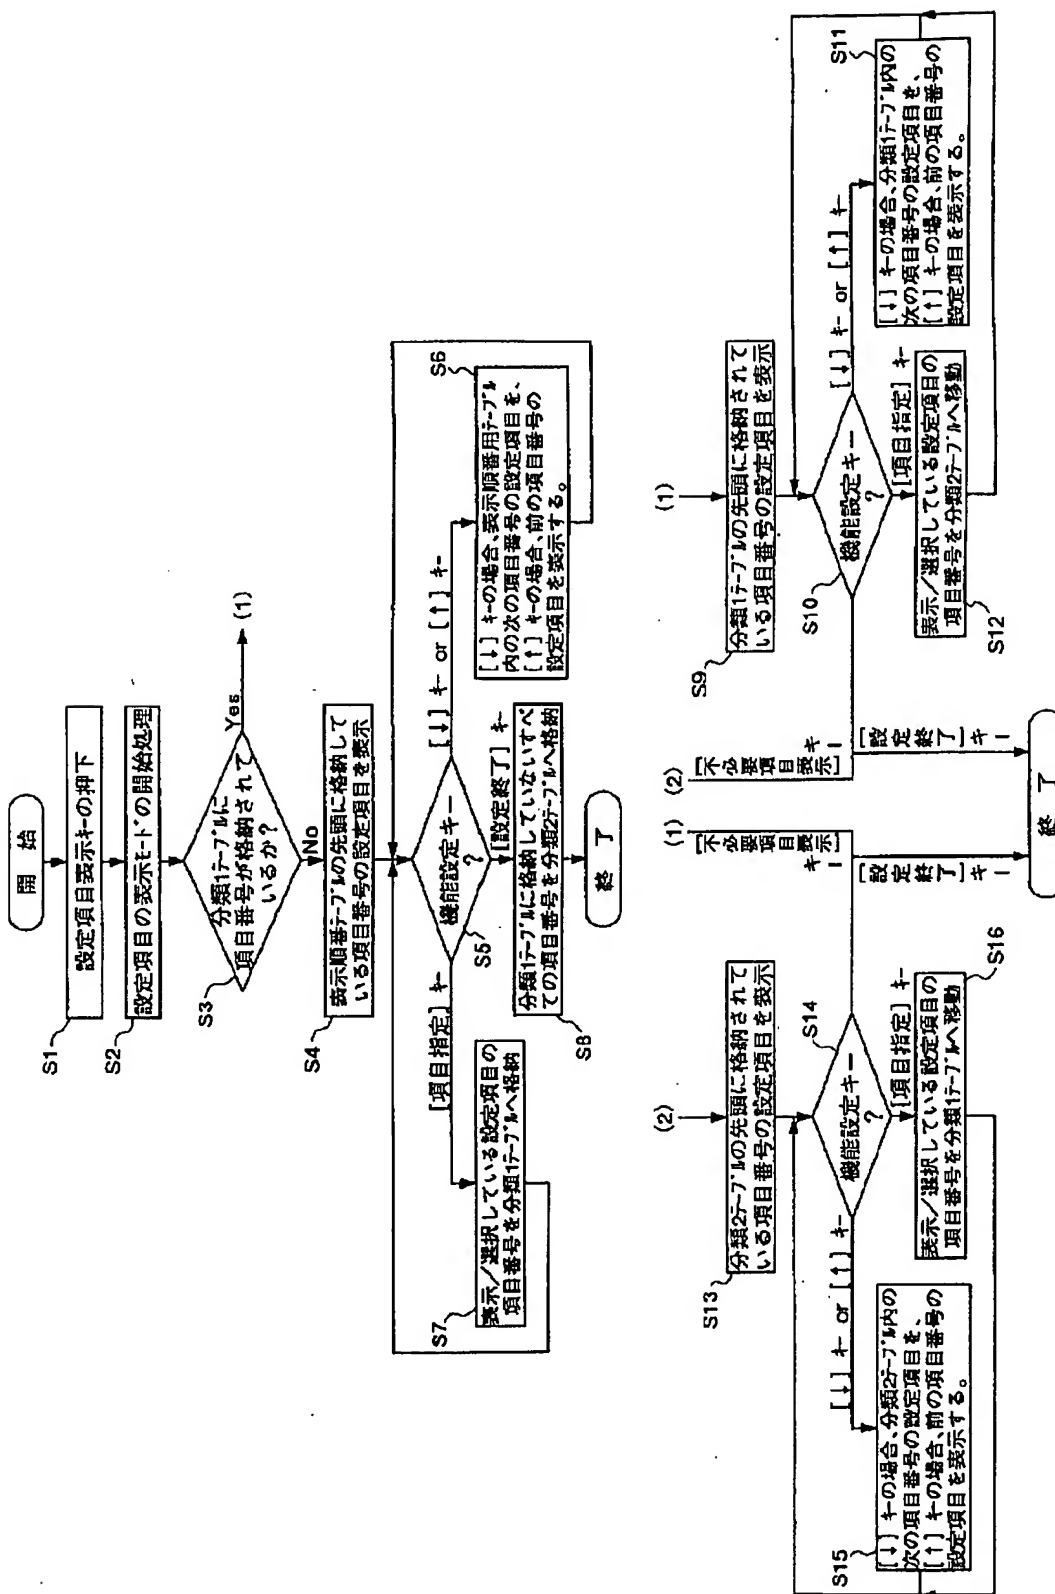 開始
S1
設定項目表示キーの押下
S2
設定項目の表示モードの開始処理
S3
分類1テーブルに
項目番号が格納されて
いるか?
Yes
(1)
No
S4
表示順番テーブルの先頭に格納して
いる項目番号の設定項目を表示
S5
機能設定キー
?
[↓] キー or [↑] キー
S6
[↓] キーの場合、表示順番用テーブル
内の次の項目番号の設定項目を、
[↑] キーの場合、前の項目番号の
設定項目を表示する。
[項目指定] キー
S7
表示/選択している設定項目の
項目番号を分類1テーブルへ格納
[設定終了] キー
S8
分類1テーブルに格納していないすべ
ての項目番号を分類2テーブルへ格納
終了
(1)
S9
分類1テーブルの先頭に格納されて
いる項目番号の設定項目を表示
S10
機能設定キー
?
[↓] キー or [↑] キー
S11
[↓] キーの場合、分類1テーブル内の
次の項目番号の設定項目を、
[↑] キーの場合、前の項目番号の
設定項目を表示する。
[項目指定] キー
S12
表示/選択している設定項目の
項目番号を分類2テーブルへ移動
(2)
[不必要項目表示]キー
[設定終了]キー
(2)
S13
分類2テーブルの先頭に格納されて
いる項目番号の設定項目を表示
S14
機能設定キー
?
[↓] キー or [↑] キー
S15
[↓] キーの場合、分類2テーブル内の
次の項目番号の設定項目を、
[↑] キーの場合、前の項目番号の
設定項目を表示する。
[項目指定] キー
S16
表示/選択している設定項目の
項目番号を分類1テーブルへ移動
(1)
[不必要項目表示]キー
[設定終了]キー
終了